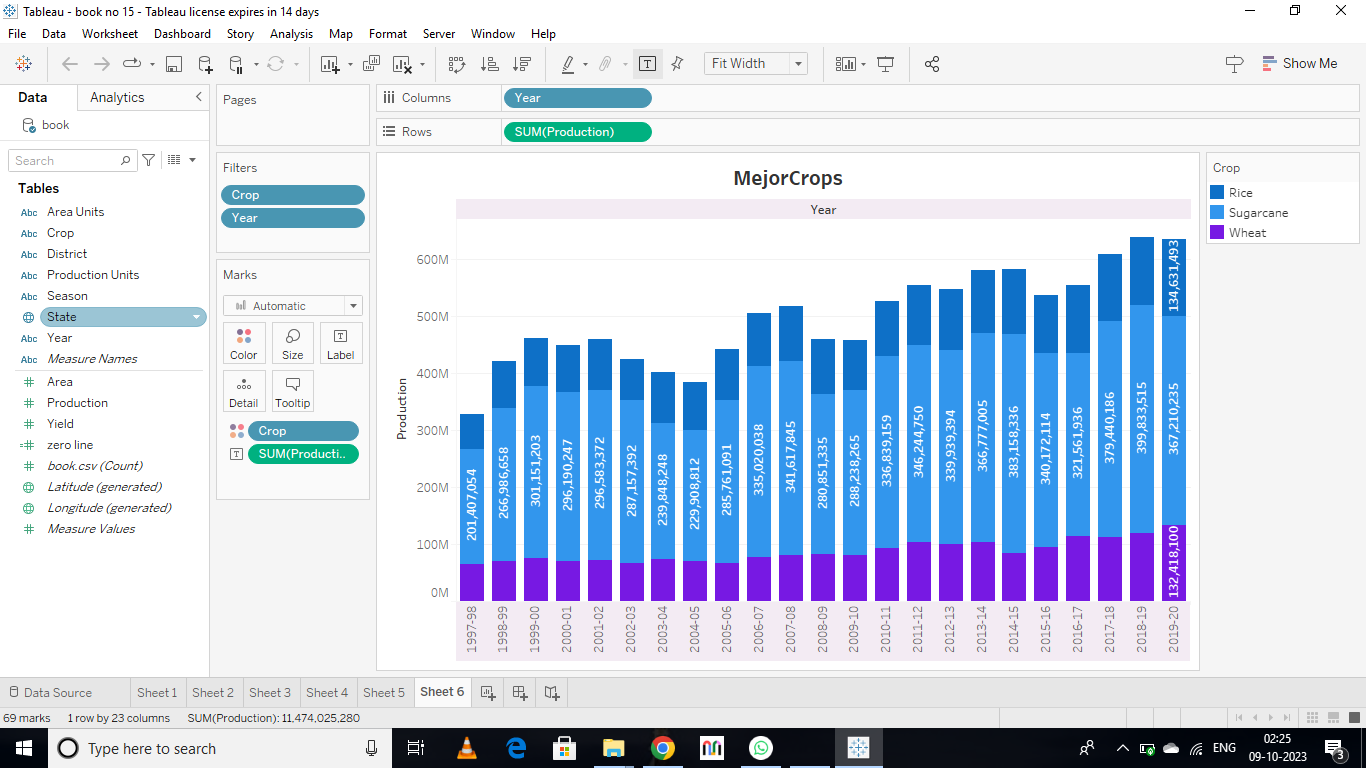 Tableau - book no 15 - Tableau license expires in 14 days
File Data Worksheet Dashboard Story Analysis Map Format Server Window Help
Fit Width
Show Me
Data Analytics
book
Search
Tables
Abc Area Units
Abc Crop
Abc District
Abc Production Units
Abc Season
State
Abc Year
Abc Measure Names
Area
Production
Yield
zero line
book.csv (Count)
Latitude (generated)
Longitude (generated)
Measure Values
Pages
Filters
Crop
Year
Marks
Automatic
Color Size Label
Detail Tooltip
Crop
SUM(Producti..
Columns Year
Rows SUM(Production)
MejorCrops
Year
Production
600M
500M
400M
300M
200M
100M
0M
201,407,054
266,986,658
301,151,203
296,190,247
296,583,372
287,157,392
239,848,248
229,908,812
285,761,091
335,020,038
341,617,845
280,851,335
288,238,265
336,839,159
346,244,750
339,939,394
366,777,005
383,158,336
340,172,114
321,561,936
379,440,186
399,833,515
134,631,493
367,210,235
132,418,100
1997-98
1998-99
1999-00
2000-01
2001-02
2002-03
2003-04
2004-05
2005-06
2006-07
2007-08
2008-09
2009-10
2010-11
2011-12
2012-13
2013-14
2014-15
2015-16
2016-17
2017-18
2018-19
2019-20
Crop
Rice
Sugarcane
Wheat
Data Source Sheet 1 Sheet 2 Sheet 3 Sheet 4 Sheet 5 Sheet 6
69 marks 1 row by 23 columns SUM(Production): 11,474,025,280
Type here to search
ENG
02:25
09-10-2023
3